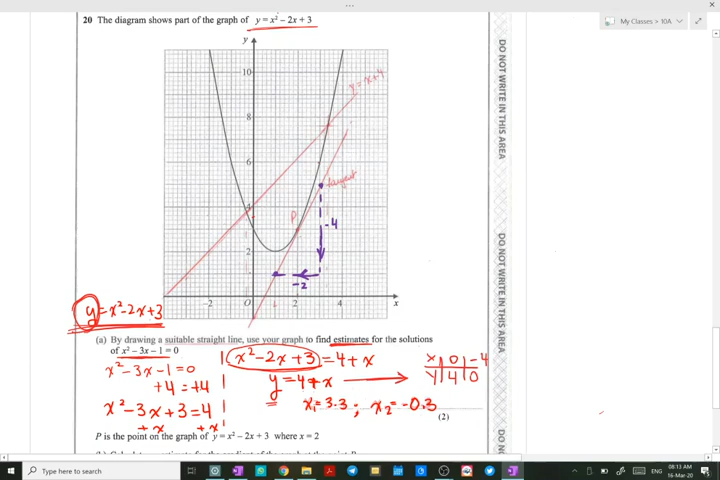 My Classes > 10A
20 The diagram shows part of the graph of y = x² − 2x + 3
y
10
8
6
4
2
−2
O
1
2
4
x
y = x+4
tangent
P
-4
-2
y = x²-2x+3
(a) By drawing a suitable straight line, use your graph to find estimates for the solutions
of x² − 3x − 1 = 0
x²-3x-1=0
+4 = +4
x²-3x+3=4
+x +x
x²-2x+3 = 4+x
y = 4+x
x 0 -4
y 4 0
x₁=3.3 ; x₂=-0.3
(2)
P is the point on the graph of y = x² − 2x + 3 where x = 2
DO NOT WRITE IN THIS AREA
DO NOT WRITE IN THIS AREA
DO NO
Type here to search
ENG
08:13 AM
16-Mar-20